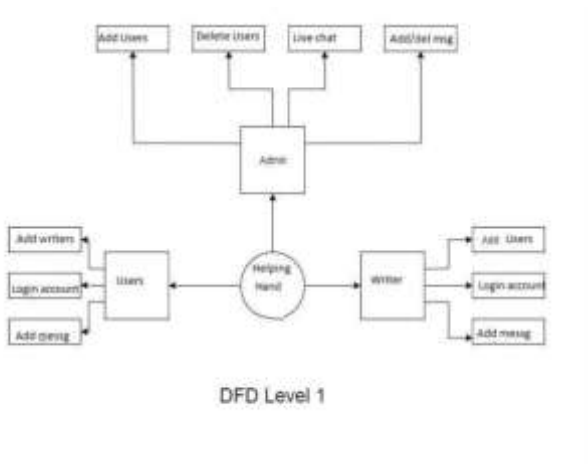 Add Users
Delete Users
Live chat
Add/del msg
Admin
Add writers
Login account
Add messg
Users
Helping
Hand
Writer
Add Users
Login account
Add messg
DFD Level 1